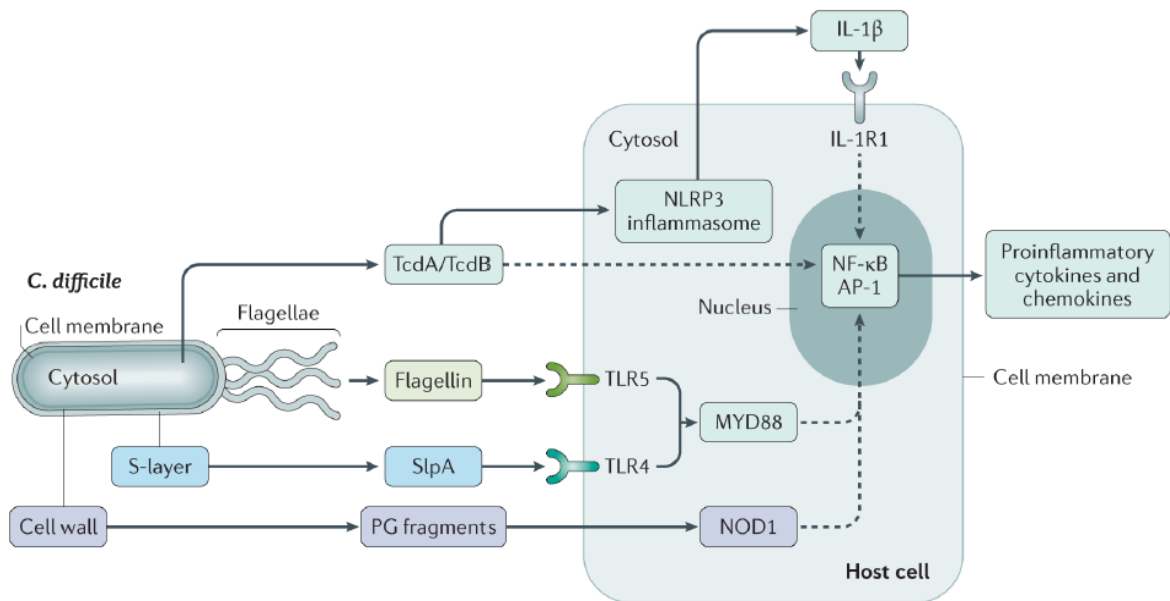 IL-1β
Cytosol
IL-1R1
NLRP3
inflammasome
TcdA/TcdB
NF-κB
AP-1
Proinflammatory
cytokines and
chemokines
C. difficile
Nucleus
Flagellae
Cell membrane
Cytosol
Flagellin
TLR5
Cell membrane
MYD88
S-layer
SlpA
TLR4
Cell wall
PG fragments
NOD1
Host cell